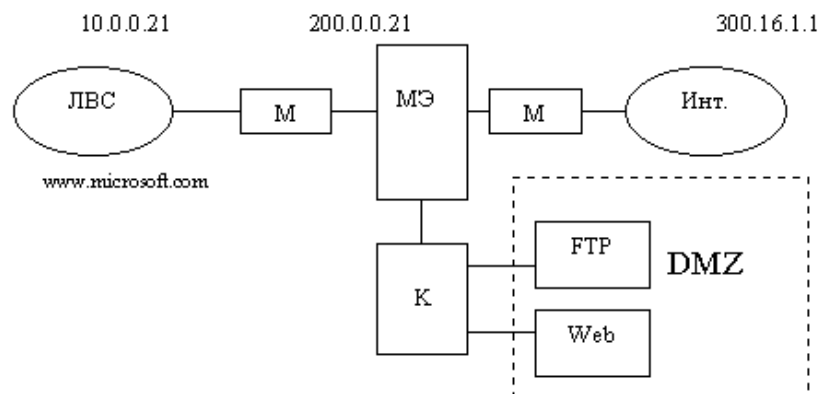 10.0.0.21
200.0.0.21
300.16.1.1
ЛВС
М
МЭ
М
Инт.
www.microsoft.com
FTP
DMZ
К
Web